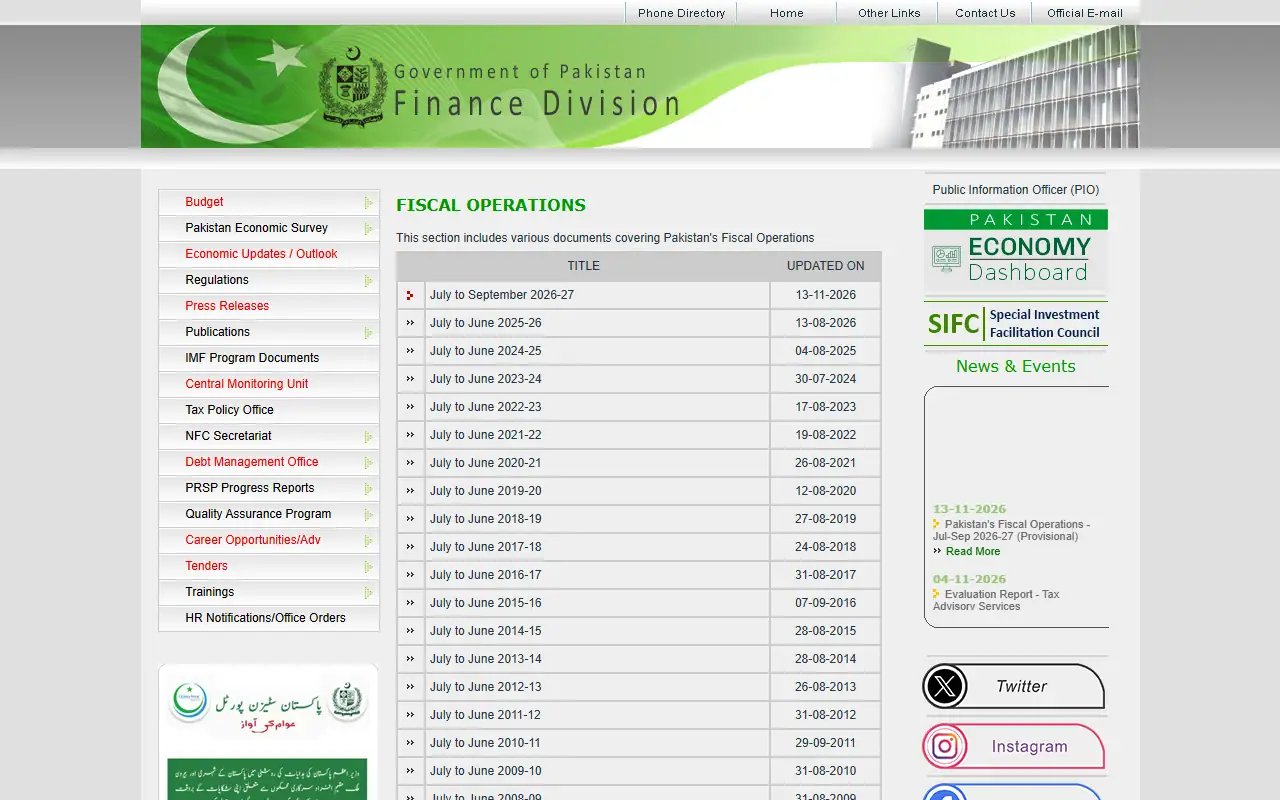 Phone Directory
Home
Other Links
Contact Us
Official E-mail
Government of Pakistan
Finance Division
Budget
Pakistan Economic Survey
Economic Updates / Outlook
Regulations
Press Releases
Publications
IMF Program Documents
Central Monitoring Unit
Tax Policy Office
NFC Secretariat
Debt Management Office
PRSP Progress Reports
Quality Assurance Program
Career Opportunities/Adv
Tenders
Trainings
HR Notifications/Office Orders
پاکستان سٹیزن پورٹل
عوام کی آواز
FISCAL OPERATIONS
This section includes various documents covering Pakistan's Fiscal Operations
TITLE UPDATED ON
July to September 2026-27 13-11-2026
July to June 2025-26 13-08-2026
July to June 2024-25 04-08-2025
July to June 2023-24 30-07-2024
July to June 2022-23 17-08-2023
July to June 2021-22 19-08-2022
July to June 2020-21 26-08-2021
July to June 2019-20 12-08-2020
July to June 2018-19 27-08-2019
July to June 2017-18 24-08-2018
July to June 2016-17 31-08-2017
July to June 2015-16 07-09-2016
July to June 2014-15 28-08-2015
July to June 2013-14 28-08-2014
July to June 2012-13 26-08-2013
July to June 2011-12 31-08-2012
July to June 2010-11 29-09-2011
July to June 2009-10 31-08-2010
July to June 2008-09 31-08-2009
Public Information Officer (PIO)
PAKISTAN
ECONOMY
Dashboard
SIFC
Special Investment
Facilitation Council
News & Events
13-11-2026
Pakistan's Fiscal Operations -
Jul-Sep 2026-27 (Provisional)
Read More
04-11-2026
Evaluation Report - Tax
Advisory Services
Twitter
Instagram